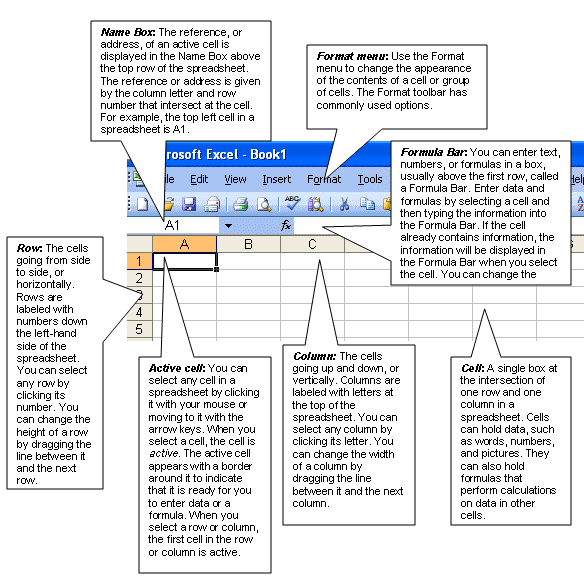 Name Box: The reference, or
address, of an active cell is
displayed in the Name Box above
the top row of the spreadsheet.
The reference or address is given
by the column letter and row
number that intersect at the cell.
For example, the top left cell in a
spreadsheet is A1.
Format menu: Use the Format
menu to change the appearance
of the contents of a cell or group
of cells. The Format toolbar has
commonly used options.
Formula Bar: You can enter text,
numbers, or formulas in a box,
usually above the first row, called
a Formula Bar. Enter data and
formulas by selecting a cell and
then typing the information into
the Formula Bar. If the cell
already contains information, the
information will be displayed in
the Formula Bar when you select
the cell. You can change the
rosoft Excel - Book1
File Edit View Insert Format Tools Help
ABC
A1 fx
A B C
1
2
3
4
5
Row: The cells
going from side
to side, or
horizontally.
Rows are
labeled with
numbers down
the left-hand
side of the
spreadsheet.
You can select
any row by
clicking its
number. You
can change the
height of a row
by dragging the
line between it
and the next
row.
Active cell: You can
select any cell in a
spreadsheet by clicking
it with your mouse or
moving to it with the
arrow keys. When you
select a cell, the cell is
active. The active cell
appears with a border
around it to indicate
that it is ready for you
to enter data or a
formula. When you
select a row or column,
the first cell in the row
or column is active.
Column: The cells
going up and down, or
vertically. Columns are
labeled with letters at
the top of the
spreadsheet. You can
select any column by
clicking its letter. You
can change the width
of a column by
dragging the line
between it and the next
column.
Cell: A single box at
the intersection of
one row and one
column in a
spreadsheet. Cells
can hold data, such
as words, numbers,
and pictures. They
can also hold
formulas that
perform calculations
on data in other
cells.